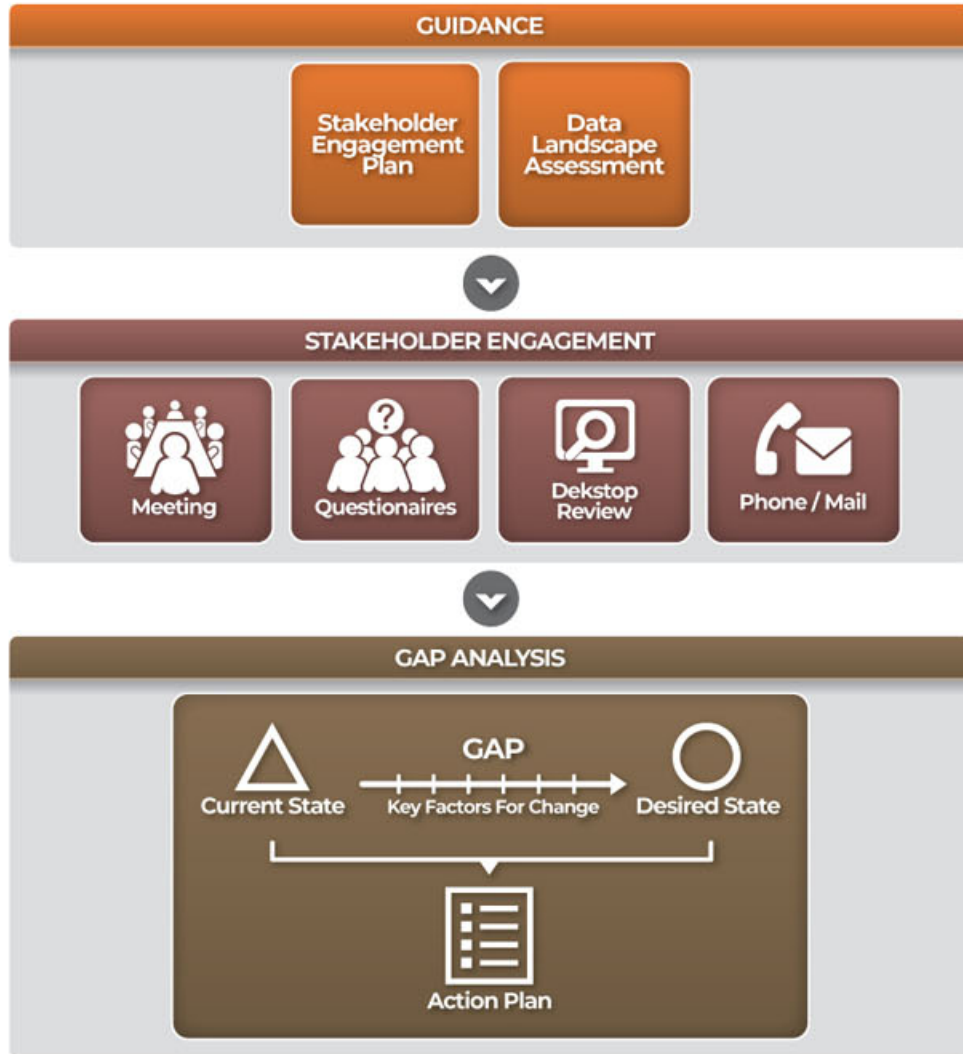 GUIDANCE
Stakeholder
Engagement
Plan
Data
Landscape
Assessment
STAKEHOLDER ENGAGEMENT
Meeting
?
Questionaires
Dekstop
Review
Phone / Mail
GAP ANALYSIS
GAP
Current State
Key Factors For Change
Desired State
Action Plan